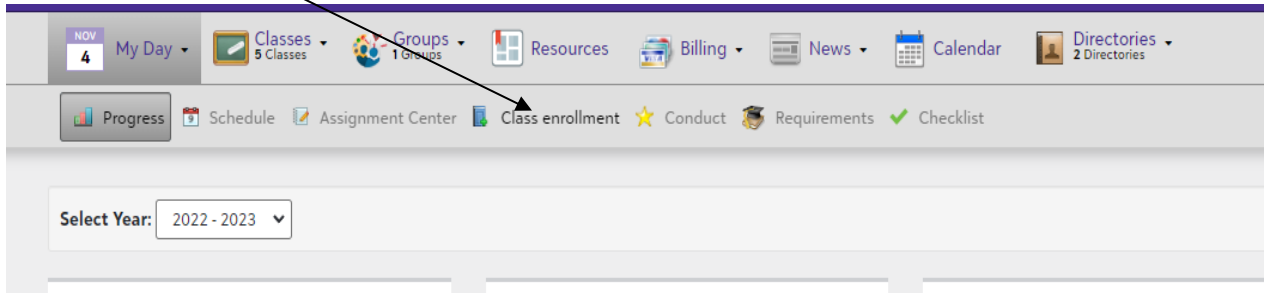 NOV
4
My Day
Classes
5 Classes
Groups
1 Groups
Resources
Billing
News
Calendar
Directories
2 Directories
Progress
9
Schedule
Assignment Center
Class enrollment
Conduct
Requirements
Checklist
Select Year:
2022 - 2023